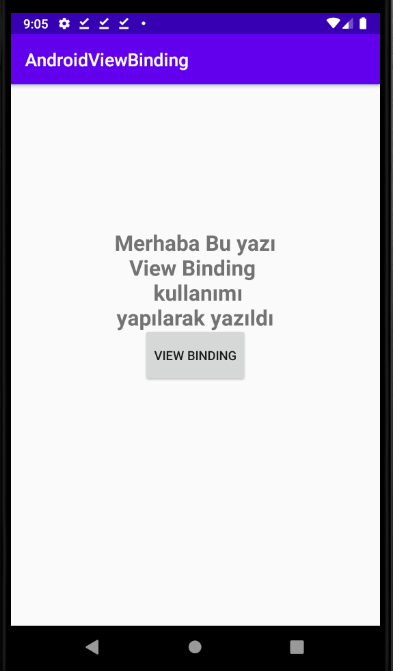 9:05
AndroidViewBinding
Merhaba Bu yazı
View Binding
kullanımı
yapılarak yazıldı
VIEW BINDING